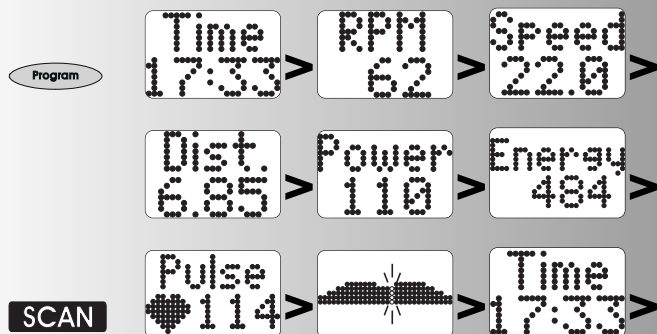 Program
Time > RPM > Speed >
17:33 62 22.0
Dist. > Power > Energy >
6.85 110 484
Pulse > > Time
114 17:33
SCAN